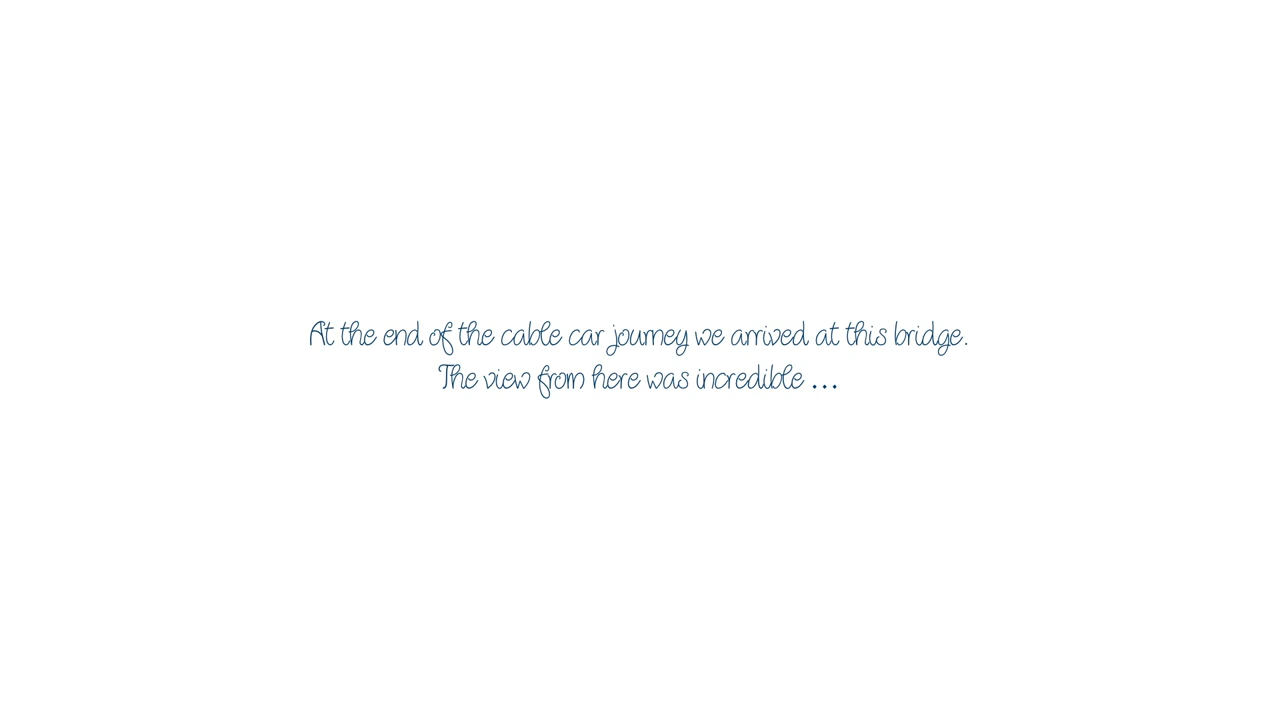 At the end of the cable car journey we arrived at this bridge.
The view from here was incredible ...